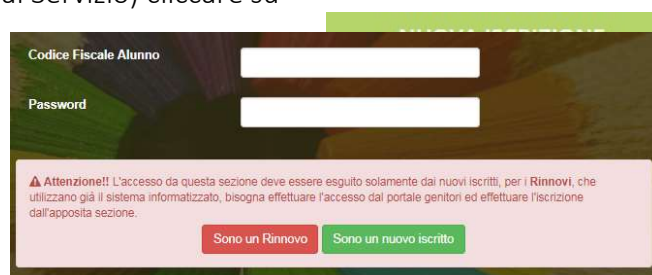 di Servizio) cliccare su
Codice Fiscale Alunno
Password
Attenzione!! L'accesso da questa sezione deve essere esguito solamente dai nuovi iscritti, per i Rinnovi, che
utilizzano già il sistema informatizzato, bisogna effettuare l'accesso dal portale genitori ed effettuare l'iscrizione
dall'apposita sezione.
Sono un Rinnovo Sono un nuovo iscritto